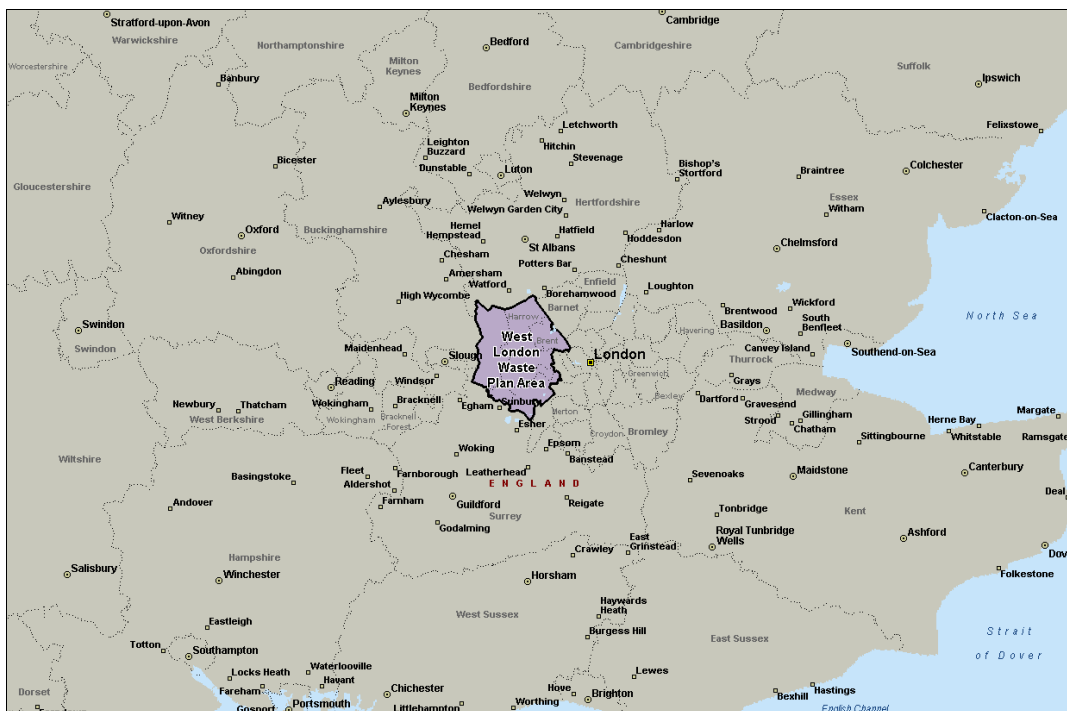 Stratford-upon-Avon
Cambridge
Warwickshire
Northamptonshire
Bedford
Cambridgeshire
Worcestershire
Milton
Keynes
Suffolk
Banbury
Bedfordshire
Ipswich
Milton
Keynes
Letchworth
Felixstowe
Leighton
Buzzard
Hitchin
Stevenage
Bicester
Dunstable
Luton
Bishop's
Stortford
Braintree
Colchester
Gloucestershire
Aylesbury
Welwyn
Essex
Witney
Welwyn Garden City
Hertfordshire
Witham
Clacton-on-Sea
Oxford
Buckinghamshire
Hemel
Hempstead
Hatfield
Harlow
Hoddesdon
Oxfordshire
St Albans
Chelmsford
Chesham
Potters Bar
Cheshunt
Abingdon
Amersham
Watford
Enfield
Loughton
High Wycombe
Borehamwood
Barnet
Brentwood
Wickford
North Sea
Swindon
Harrow
Havering
Basildon
South
Benfleet
West
London
Waste
Plan Area
Brent
Swindon
Maidenhead
Slough
London
Canvey Island
Southend-on-Sea
Thurrock
Windsor
Greenwich
Grays
Reading
Medway
Newbury
Thatcham
Wokingham
Bracknell
Egham
Sunbury
Bexley
Dartford
Gravesend
Margate
West Berkshire
Wokingham
Bracknell
Forest
Merton
Strood
Gillingham
Chatham
Herne Bay
Esher
Croydon
Bromley
Sittingbourne
Whitstable
Ramsgate
Wiltshire
Woking
Epsom
Banstead
Basingstoke
Fleet
Farnborough
Leatherhead
Sevenoaks
Maidstone
Canterbury
Aldershot
ENGLAND
Andover
Farnham
Guildford
Reigate
Deal
Surrey
Tonbridge
Kent
Godalming
Royal Tunbridge
Wells
Ashford
Hampshire
Crawley
East
Grinstead
Dov
Salisbury
Winchester
Horsham
Folkestone
West Sussex
Haywards
Heath
Eastleigh
Burgess Hill
East Sussex
Strait
of Dover
Totton
Southampton
Locks Heath
Waterlooville
Lewes
Dorset
Fareham
Havant
Chichester
Hove
Brighton
Bexhill
Hastings
Gosport
Portsmouth
Littlehampton
Worthing
English Channel